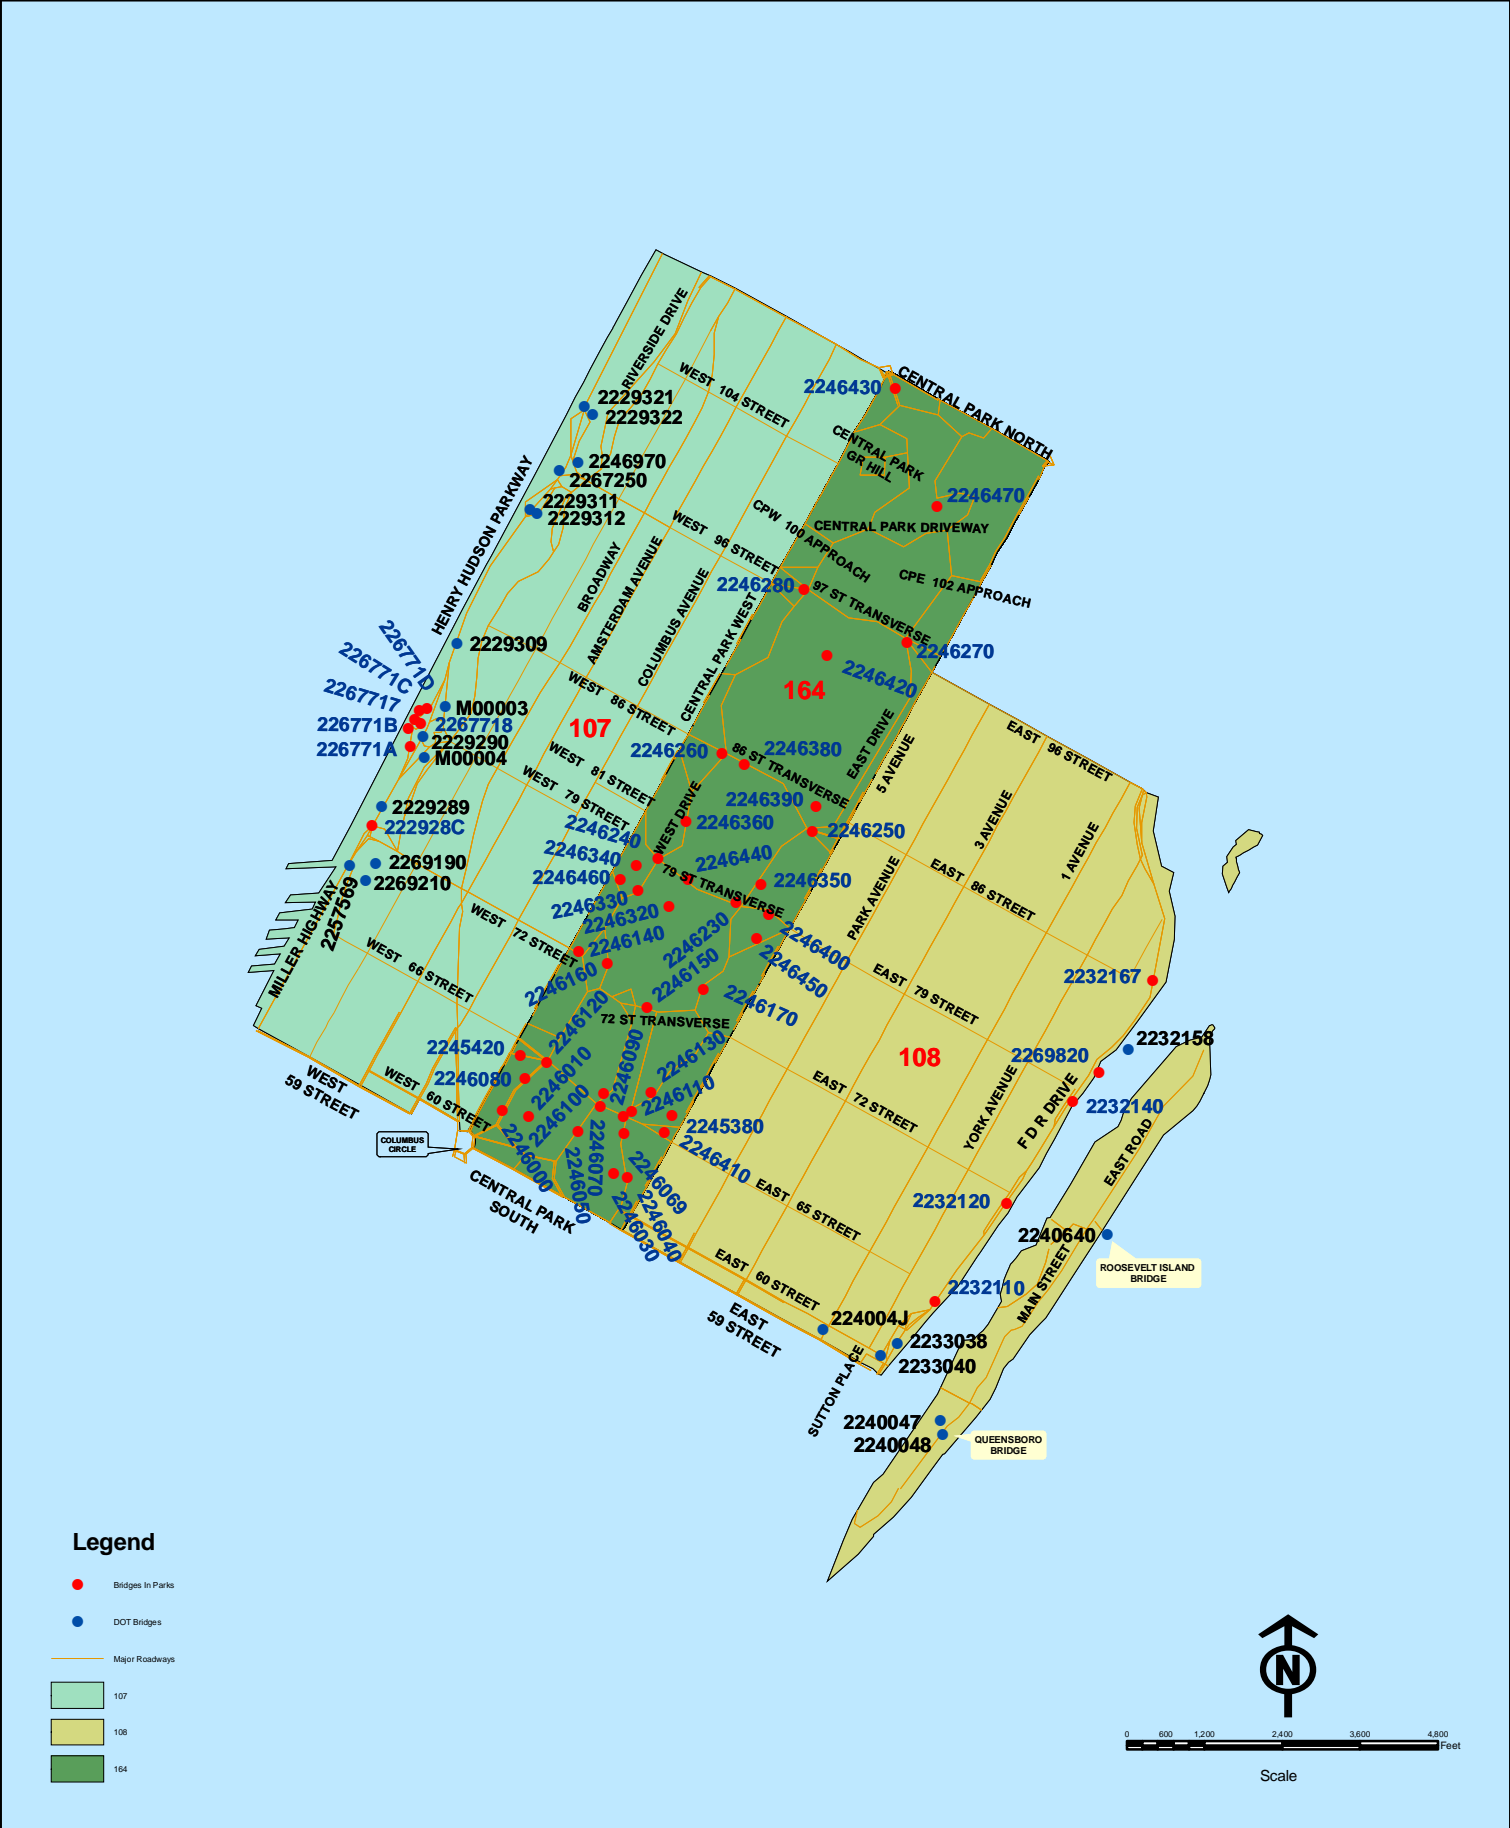 RIVERSIDE DRIVE
WEST 104 STREET
2246430
CENTRAL PARK NORTH
2229321
2229322
CENTRAL PARK
GR HILL
2246970
2267250
2246470
2229311
2229312
HENRY HUDSON PARKWAY
WEST 96 STREET
CPW 100 APPROACH
CENTRAL PARK DRIVEWAY
CPE 102 APPROACH
BROADWAY
AMSTERDAM AVENUE
COLUMBUS AVENUE
CENTRAL PARK WEST
2246280
97 ST TRANSVERSE
2246270
2229309
226771D
226771C
2267717
226771B
226771A
M00003
2267718
2229290
M00004
2246420
164
107
WEST 86 STREET
2246260
2246380
86 ST TRANSVERSE
EAST DRIVE
5 AVENUE
EAST 96 STREET
WEST 81 STREET
WEST 79 STREET
2246390
2229289
222928C
WEST DRIVE
2246360
2246250
3 AVENUE
1 AVENUE
2246240
2246340
2246440
2246460
79 ST TRANSVERSE
2246350
EAST 86 STREET
PARK AVENUE
2269190
2269210
2257569
MILLER HIGHWAY
2246330
2246320
WEST 72 STREET
2246140
2246230
2246400
WEST 66 STREET
2246160
2246150
2246450
2246170
EAST 79 STREET
2232167
2246120
72 ST TRANSVERSE
2245420
2246080
2246010
2246090
2246130
108
2232158
2269820
2246100
2246110
EAST 72 STREET
YORK AVENUE
F D R DRIVE
2232140
WEST
59 STREET
WEST 60 STREET
COLUMBUS
CIRCLE
2246000
2246050
2246070
2245380
2246410
2246069
2246040
2246030
EAST ROAD
CENTRAL PARK
SOUTH
EAST 65 STREET
2232120
2240640
ROOSEVELT ISLAND
BRIDGE
EAST 60 STREET
MAIN STREET
2232110
EAST
59 STREET
224004J
2233038
2233040
SUTTON PLACE
2240047
2240048
QUEENSBORO
BRIDGE
Legend
Bridges In Parks
DOT Bridges
Major Roadways
107
108
164
N
0 600 1,200 2,400 3,600 4,800
Feet
Scale